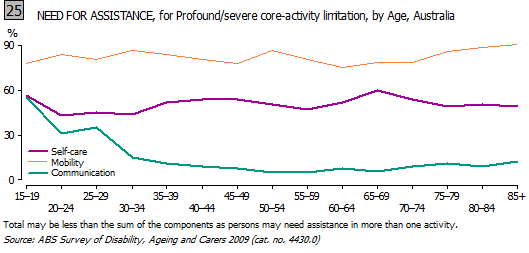 25 NEED FOR ASSISTANCE, for Profound/severe core-activity limitation, by Age, Australia
%
90
60
30
0
Self-care
Mobility
Communication
15–19 25–29 35–39 45–49 55–59 65–69 75–79 85+
20–24 30–34 40–44 50–54 60–64 70–74 80–84
Total may be less than the sum of the components as persons may need assistance in more than one activity.
Source: ABS Survey of Disability, Ageing and Carers 2009 (cat. no. 4430.0)